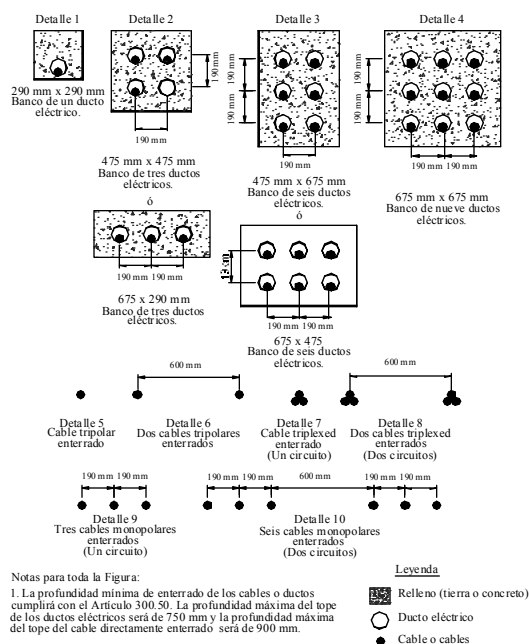 Detalle 1
Detalle 2
Detalle 3
Detalle 4
190 mm
190 mm
190 mm
190 mm
190 mm
190 mm
290 mm x 290 mm
Banco de un ducto
eléctrico.
190 mm
475 mm x 475 mm
Banco de tres ductos
eléctricos.
ó
190 mm
475 mm x 675 mm
Banco de seis ductos
eléctricos.
ó
190 mm 190 mm
675 mm x 675 mm
Banco de nueve ductos
eléctricos.
190 mm 190 mm
675 x 290 mm
Banco de tres ductos
eléctricos.
190 mm 190 mm
675 x 475
Banco de seis ductos
eléctricos.
600 mm
600 mm
Detalle 5
Cable tripolar
enterrado
Detalle 6
Dos cables tripolares
enterrados
Detalle 7
Cable triplexed
enterrado
(Un circuito)
Detalle 8
Dos cables triplexed
enterrados
(Dos circuitos)
190 mm 190 mm
190 mm 190 mm 600 mm 190 mm 190 mm
Detalle 9
Tres cables monopolares
enterrados
(Un circuito)
Detalle 10
Seis cables monopolares
enterrados
(Dos circuitos)
Notas para toda la Figura:
1. La profundidad mínima de enterrado de los cables o ductos
cumplirá con el Artículo 300.50. La profundidad máxima del tope
de los ductos eléctricos será de 750 mm y la profundidad máxima
del tope del cable directamente enterrado será de 900 mm.
Leyenda
Relleno (tierra o concreto)
Ducto eléctrico
Cable o cables